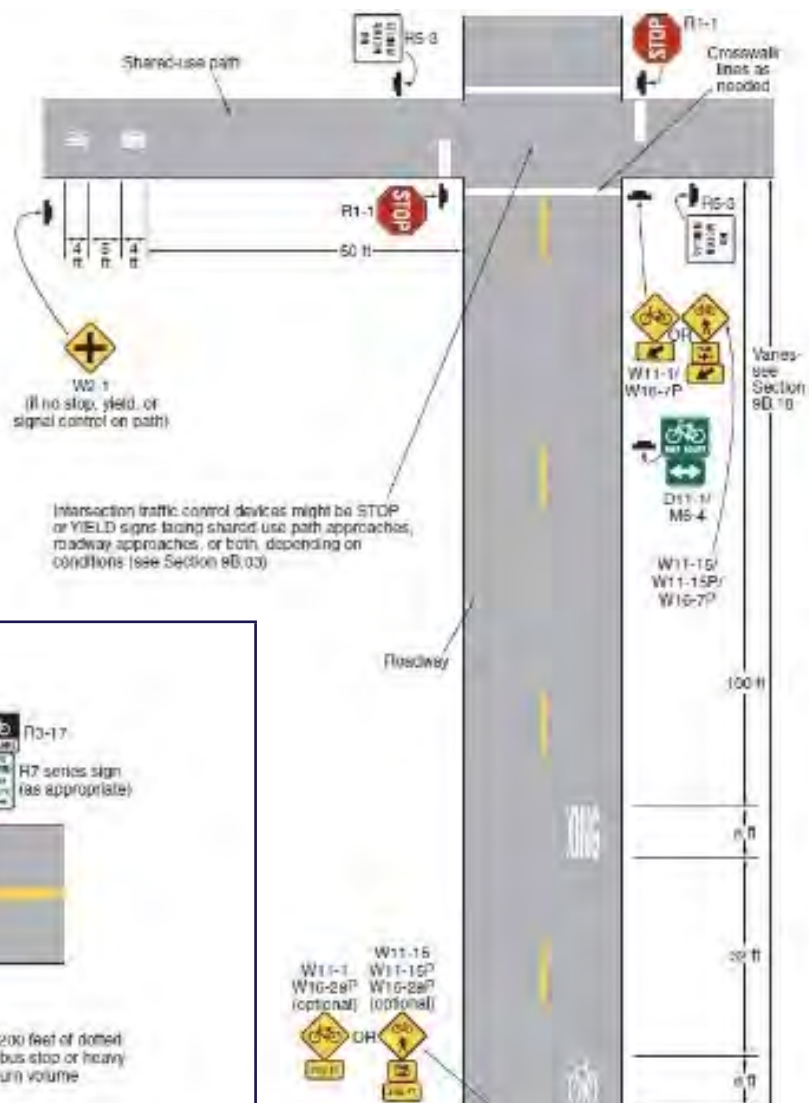 R5-3
R1-1
Shared-use path
Crosswalk
lines as
needed
R1-1
STOP
STOP
R5-3
4
ft
4
ft
50 ft
W2-1
(if no stop, yield, or
signal control on path)
OR
W11-1/
W16-7P
Varies-
see
Section
9B.18
D11-1/
M6-4
Intersection traffic control devices might be STOP
or YIELD signs facing shared-use path approaches,
roadway approaches, or both, depending on
conditions (see Section 9B.03)
W11-15/
W11-15P/
W16-7P
Roadway
100 ft
R3-17
R7 series sign
(as appropriate)
XING
W11-1
W16-2aP
(optional)
W11-15
W11-15P
W16-2aP
(optional)
OR
200 feet of dotted
bus stop or heavy
turn volume